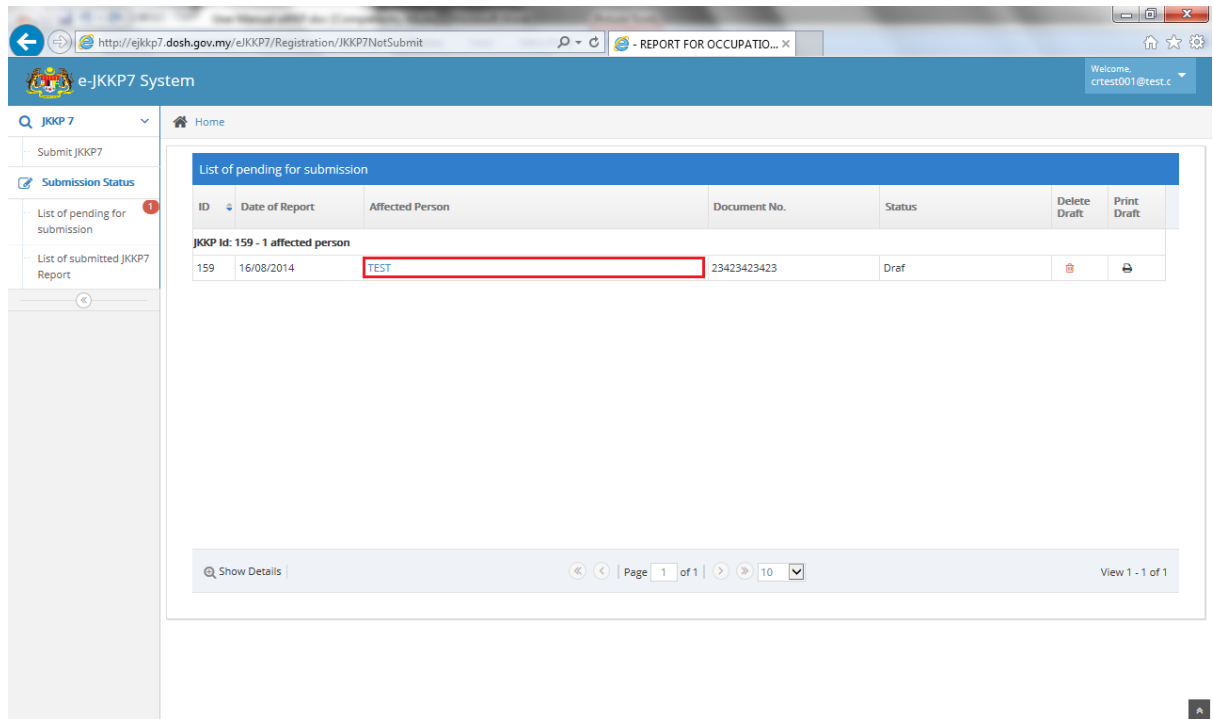 http://ejkkp7.dosh.gov.my/eJKKP7/Registration/JKKP7NotSubmit
- REPORT FOR OCCUPATIO...
e-JKKP7 System
Welcome,
crtest001@test.c
JKKP 7
Home
Submit JKKP7
Submission Status
List of pending for
submission
1
List of submitted JKKP7
Report
List of pending for submission
ID Date of Report Affected Person Document No. Status Delete Draft Print Draft
JKKP Id: 159 - 1 affected person
159 16/08/2014 TEST 23423423423 Draf
Show Details
Page 1 of 1 10
View 1 - 1 of 1